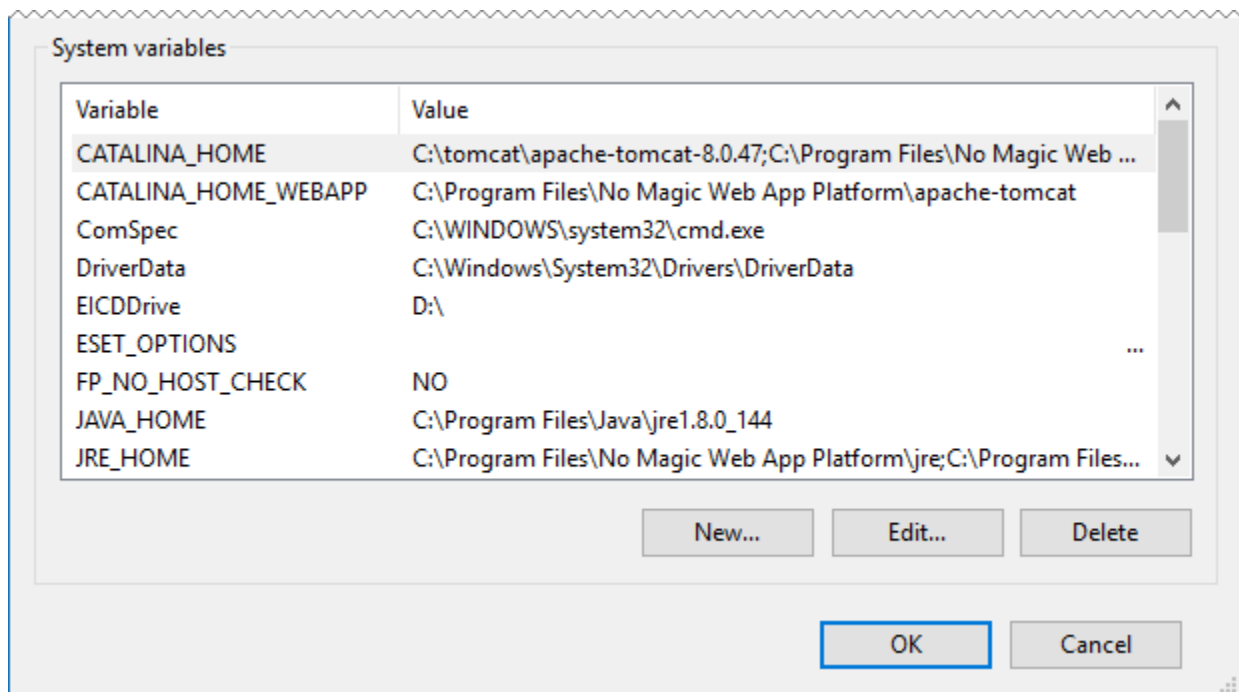 System variables
Variable Value
CATALINA_HOME C:\tomcat\apache-tomcat-8.0.47;C:\Program Files\No Magic Web ...
CATALINA_HOME_WEBAPP C:\Program Files\No Magic Web App Platform\apache-tomcat
ComSpec C:\WINDOWS\system32\cmd.exe
DriverData C:\Windows\System32\Drivers\DriverData
EICDDrive D:\
ESET_OPTIONS ...
FP_NO_HOST_CHECK NO
JAVA_HOME C:\Program Files\Java\jre1.8.0_144
JRE_HOME C:\Program Files\No Magic Web App Platform\jre;C:\Program Files...
New... Edit... Delete
OK Cancel